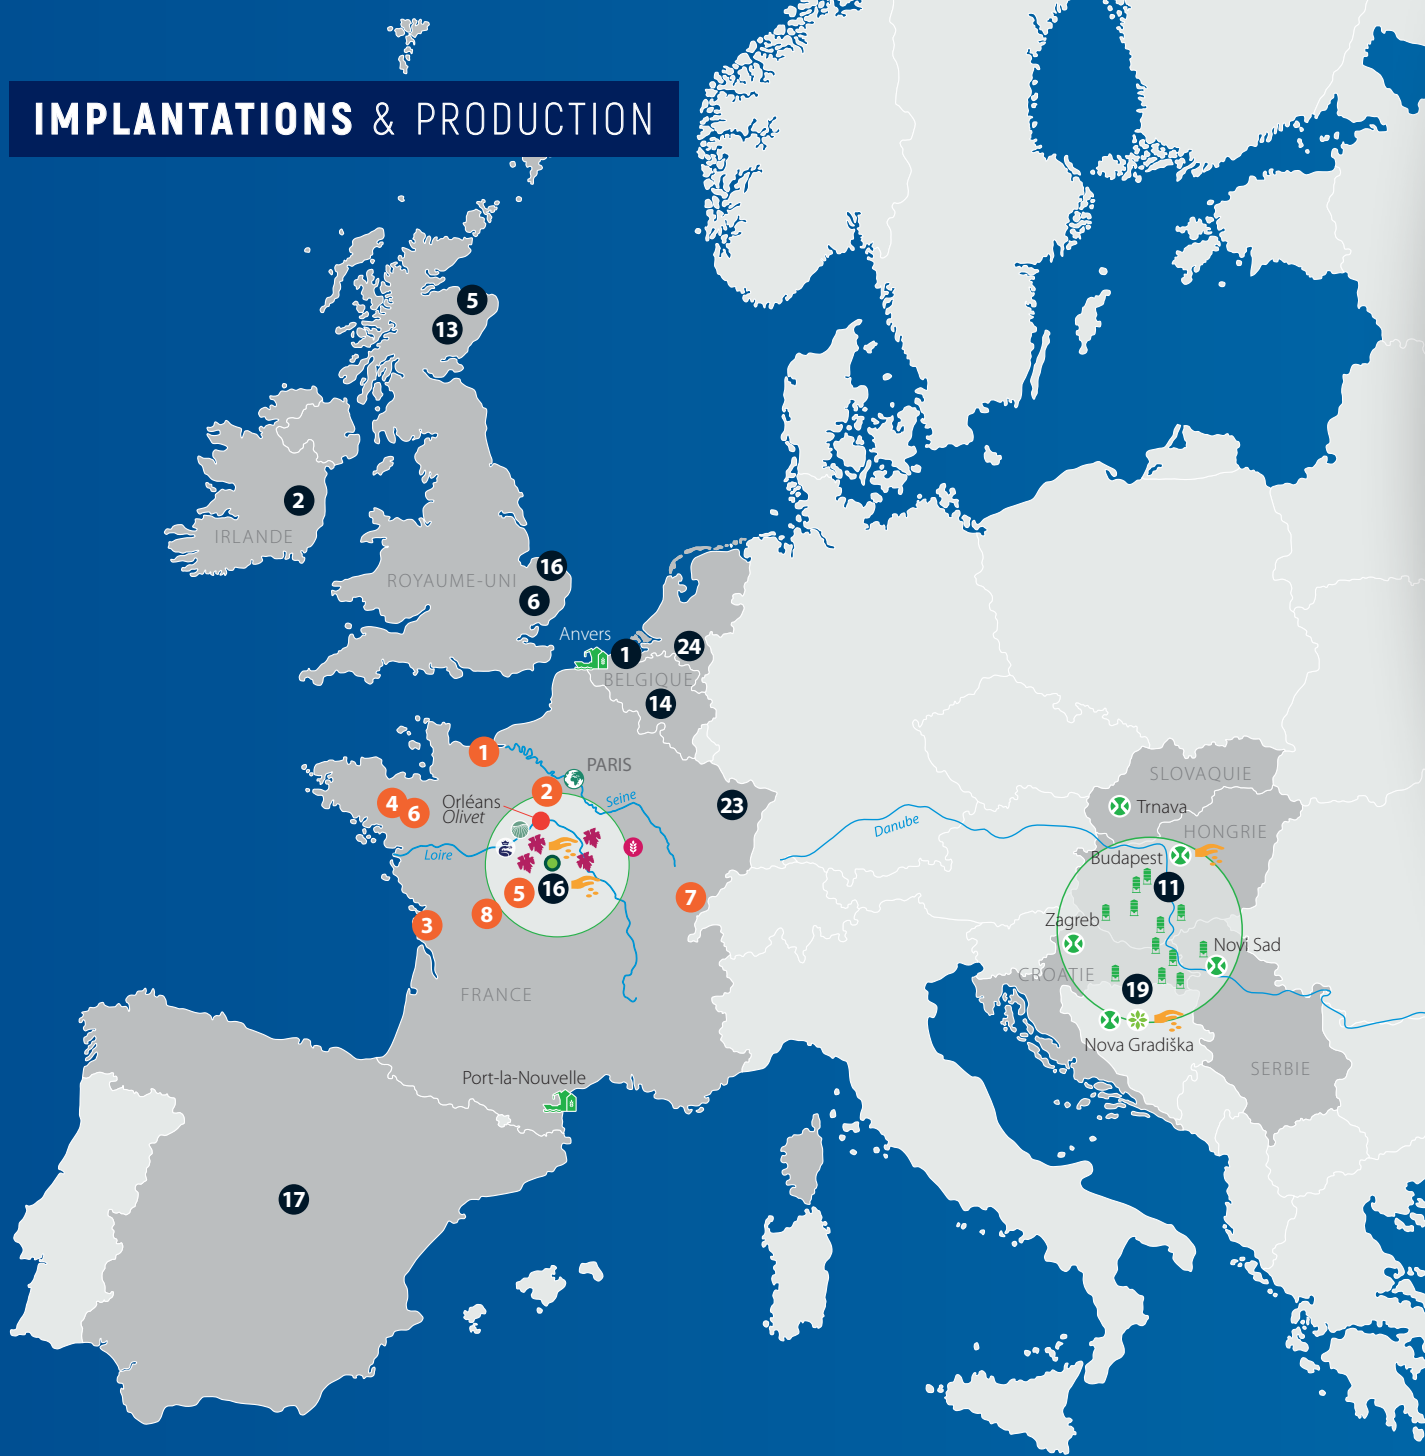 IMPLANTATIONS & PRODUCTION
5
13
2
IRLANDE
16
ROYAUME-UNI
6
Anvers
1
24
BELGIQUE
14
1
PARIS
2
Seine
4
6
Orléans
Olivet
23
Loire
5
16
7
8
3
FRANCE
Port-la-Nouvelle
17
SLOVAQUIE
Trnava
Danube
HONGRIE
Budapest
11
Zagreb
Novi Sad
CROATIE
19
Nova Gradiška
SERBIE